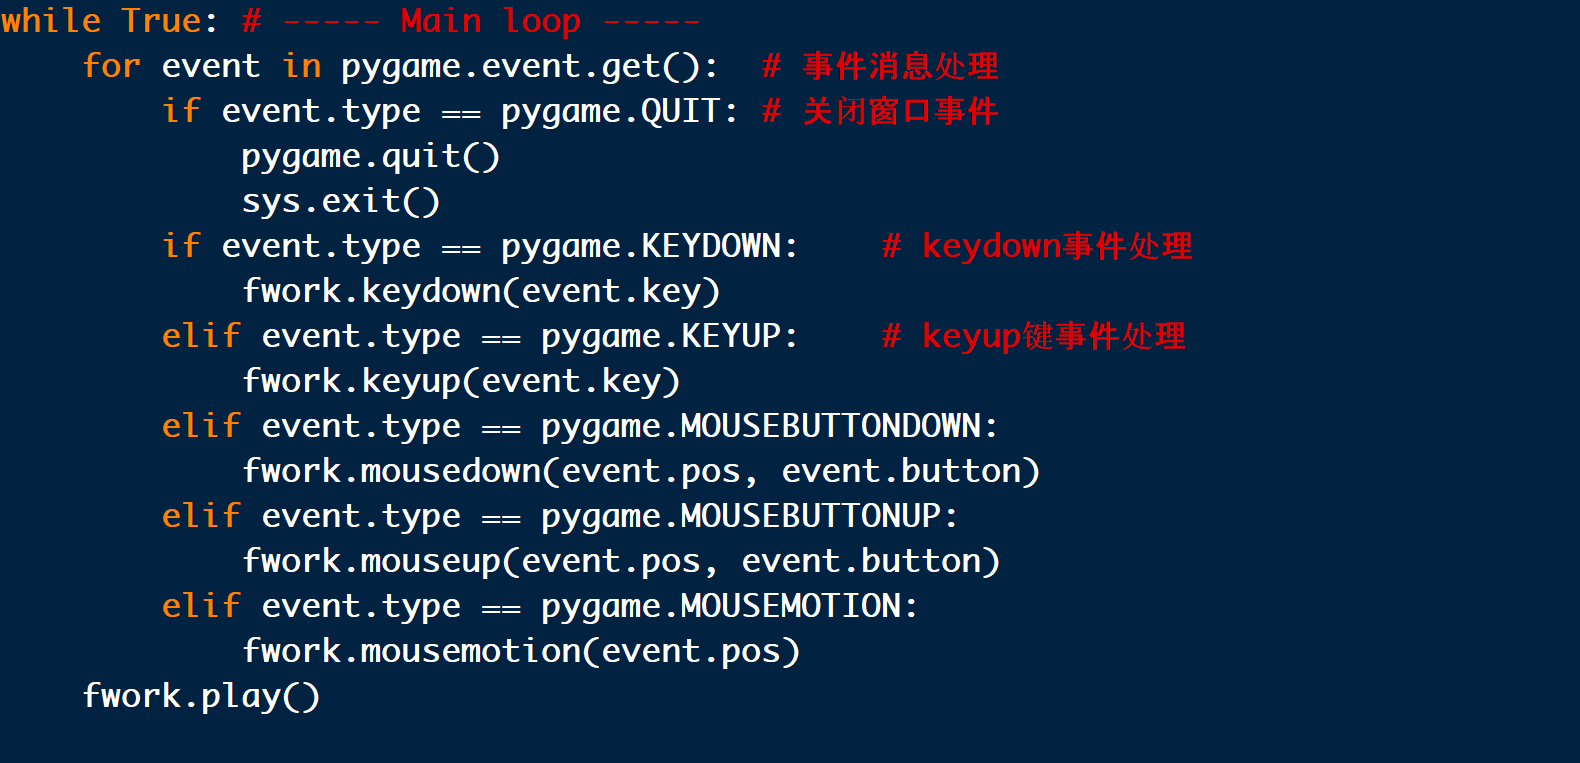 while True: # ----- Main loop -----
    for event in pygame.event.get():  # 事件消息处理
        if event.type == pygame.QUIT: # 关闭窗口事件
            pygame.quit()
            sys.exit()
        if event.type == pygame.KEYDOWN:    # keydown事件处理
            fwork.keydown(event.key)
        elif event.type == pygame.KEYUP:    # keyup键事件处理
            fwork.keyup(event.key)
        elif event.type == pygame.MOUSEBUTTONDOWN:
            fwork.mousedown(event.pos, event.button)
        elif event.type == pygame.MOUSEBUTTONUP:
            fwork.mouseup(event.pos, event.button)
        elif event.type == pygame.MOUSEMOTION:
            fwork.mousemotion(event.pos)
    fwork.play()